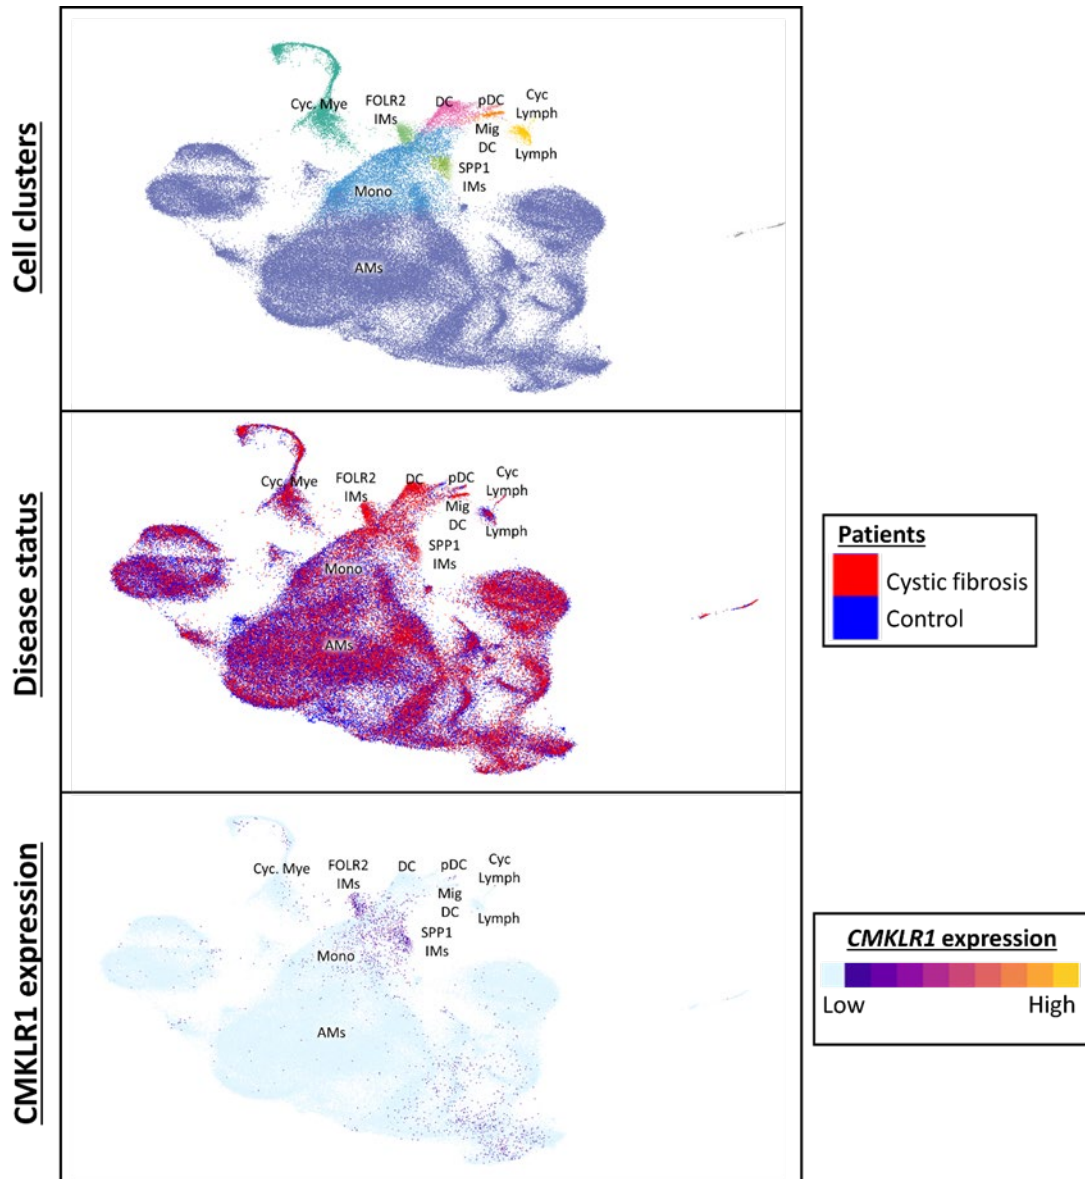 Cell clusters
Cyc. Mye
FOLR2
IMs
DC
pDC
Cyc
Lymph
Mig
DC
Lymph
SPP1
IMs
Mono
AMs
Disease status
Cyc. Mye
FOLR2
IMs
DC
pDC
Cyc
Lymph
Mig
DC
Lymph
SPP1
IMs
Mono
AMs
Patients
Cystic fibrosis
Control
CMKLR1 expression
Cyc. Mye
FOLR2
IMs
DC
pDC
Cyc
Lymph
Mig
DC
Lymph
SPP1
IMs
Mono
AMs
CMKLR1 expression
Low
High